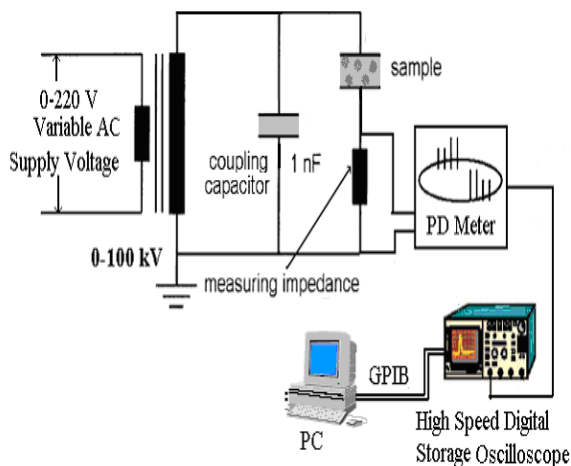 0-220 V
Variable AC
Supply Voltage
0-100 kV
coupling
capacitor
1 nF
sample
measuring impedance
PD Meter
GPIB
PC
High Speed Digital
Storage Oscilloscope